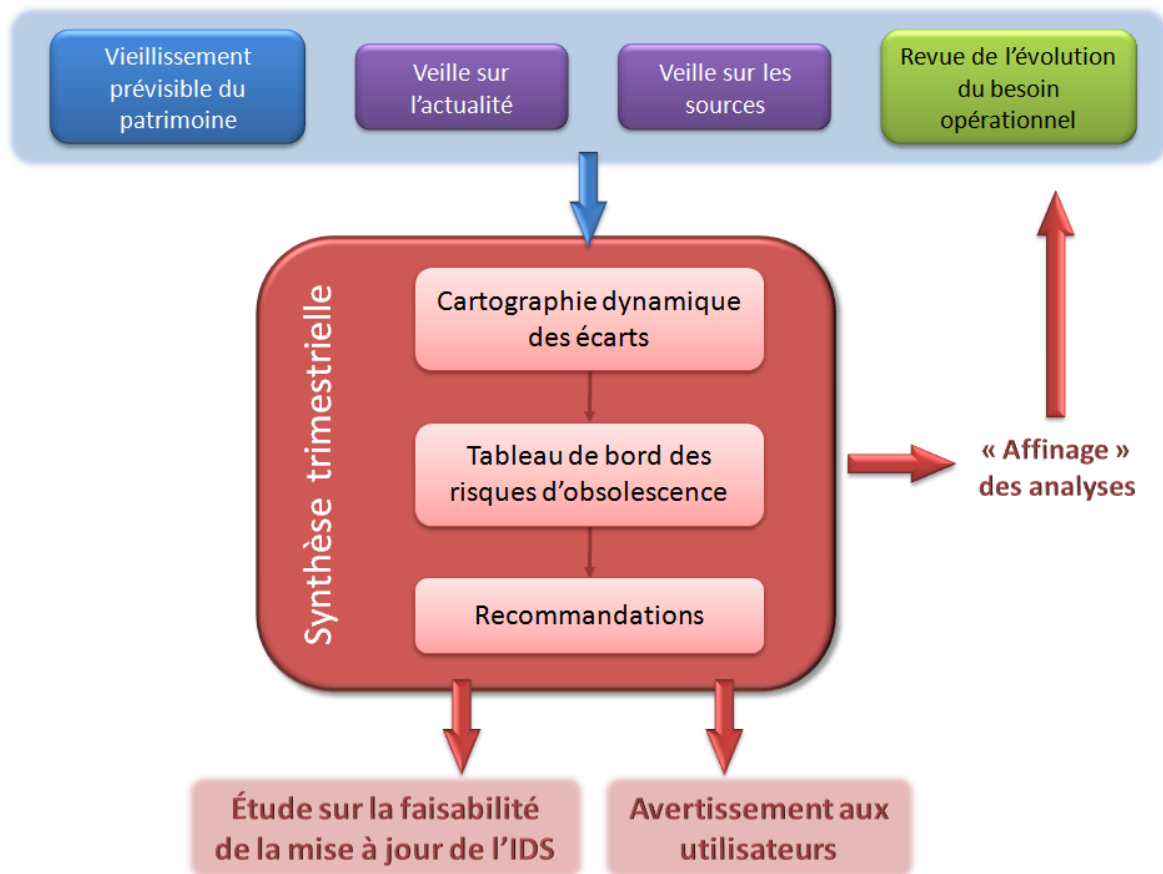 Vieillissement
prévisible du
patrimoine
Veille sur
l’actualité
Veille sur les
sources
Revue de l’évolution
du besoin
opérationnel
Synthèse trimestrielle
Cartographie dynamique
des écarts
Tableau de bord des
risques d’obsolescence
Recommandations
« Affinage »
des analyses
Étude sur la faisabilité
de la mise à jour de l’IDS
Avertissement aux
utilisateurs